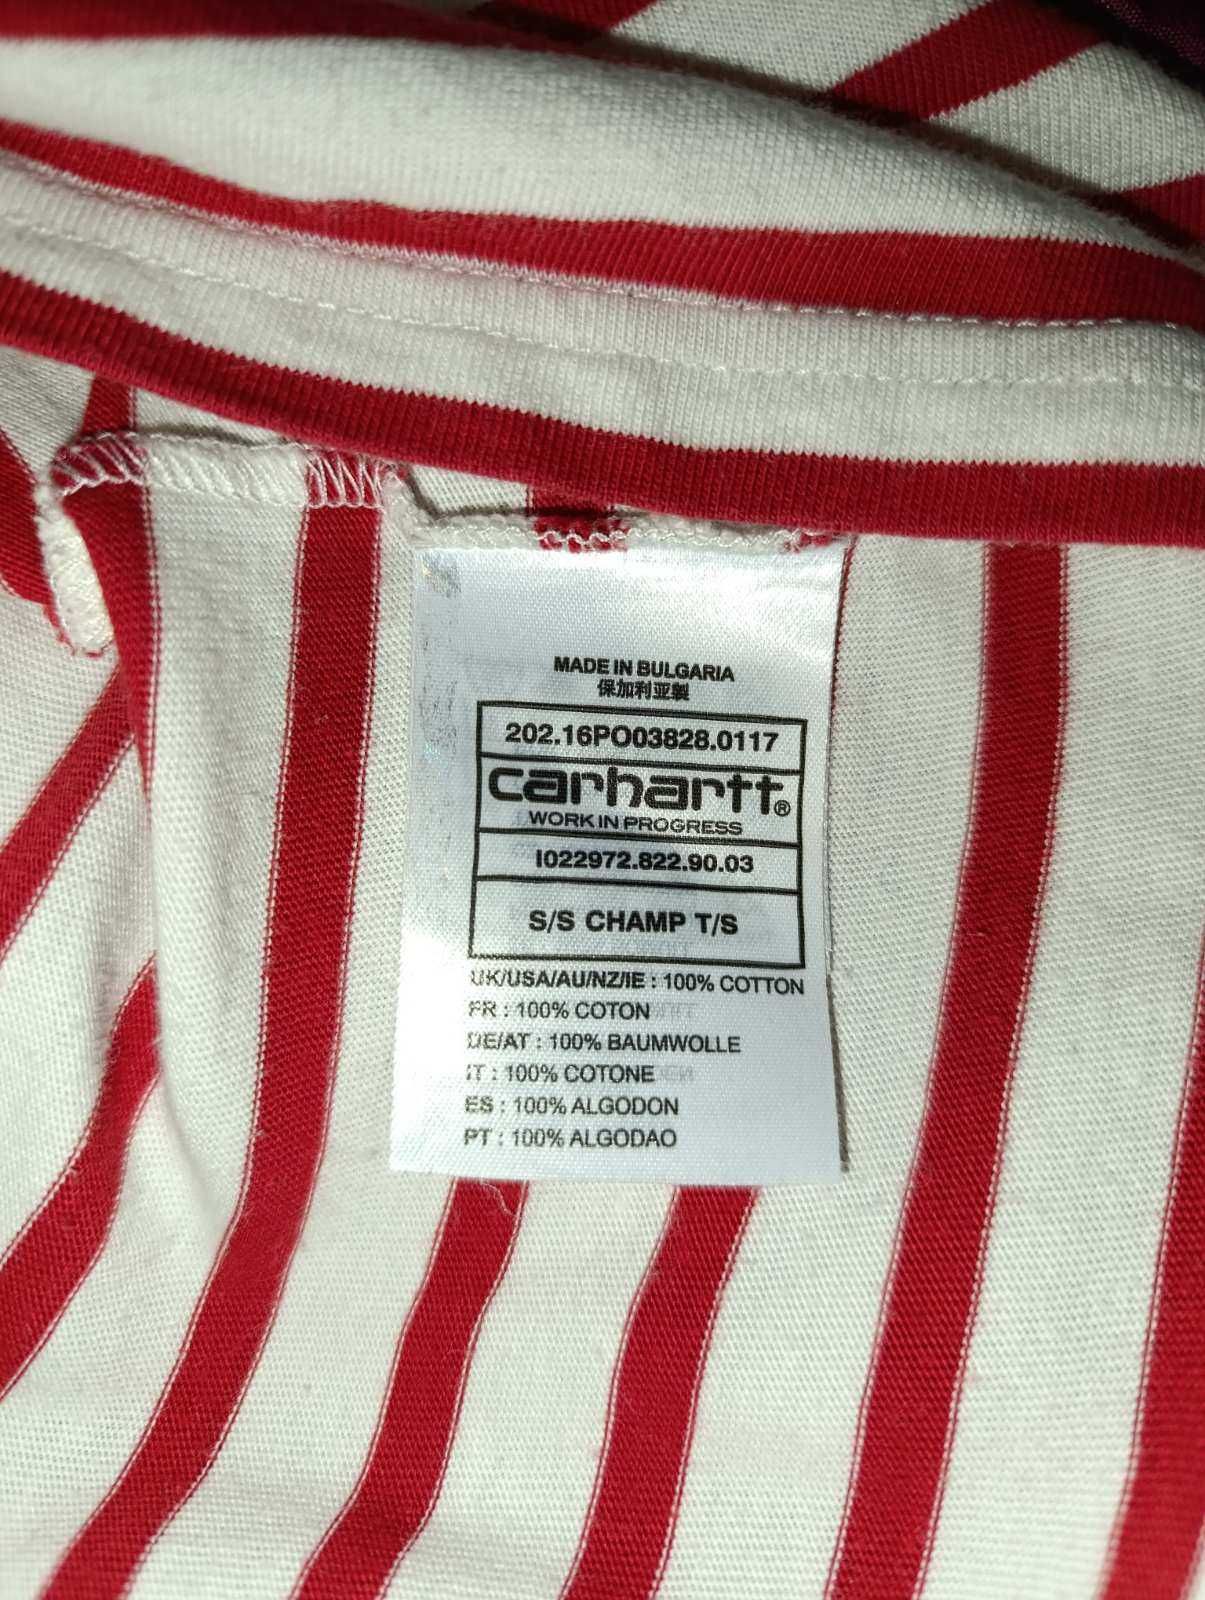 MADE IN BULGARIA
保加利亚製
202.16PO03828.0117
carhartt®
WORK IN PROGRESS
I022972.822.90.03
S/S CHAMP T/S
UK/USA/AU/NZ/IE : 100% COTTON
FR : 100% COTON
DE/AT : 100% BAUMWOLLE
IT : 100% COTONE
ES : 100% ALGODON
PT : 100% ALGODAO